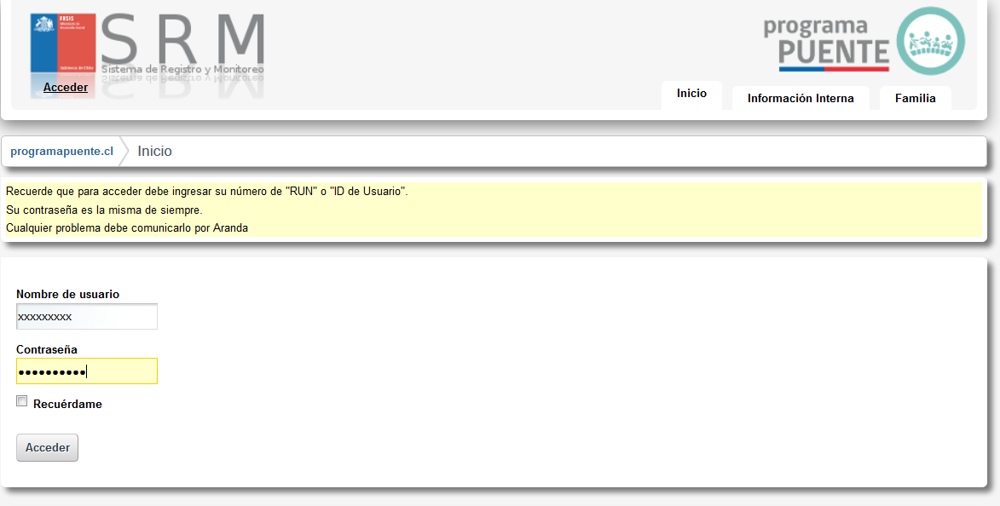 FOSIS
Ministerio de
Desarrollo Social
Gobierno de Chile
SRM
Sistema de Registro y Monitoreo
Acceder
programa
PUENTE
Inicio
Información Interna
Familia
programapuente.cl
Inicio
Recuerde que para acceder debe ingresar su número de "RUN" o "ID de Usuario".
Su contraseña es la misma de siempre.
Cualquier problema debe comunicarlo por Aranda
Nombre de usuario
xxxxxxxxx
Contraseña
••••••••••
Recuérdame
Acceder